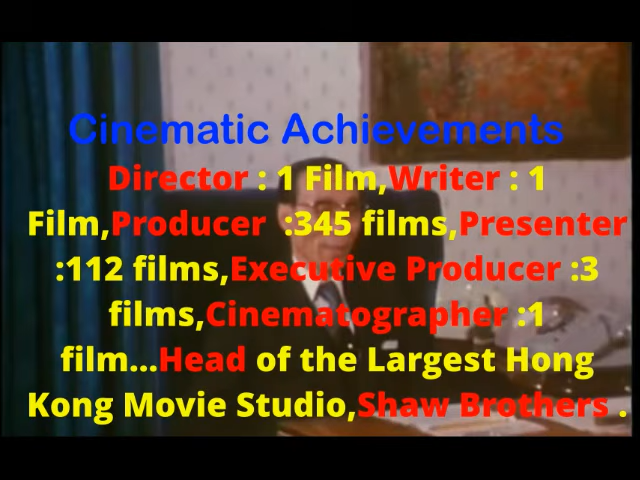 Cinematic Achievements
Director : 1 Film,Writer : 1
Film,Producer :345 films,Presenter
:112 films,Executive Producer :3
films,Cinematographer :1
film...Head of the Largest Hong
Kong Movie Studio,Shaw Brothers .